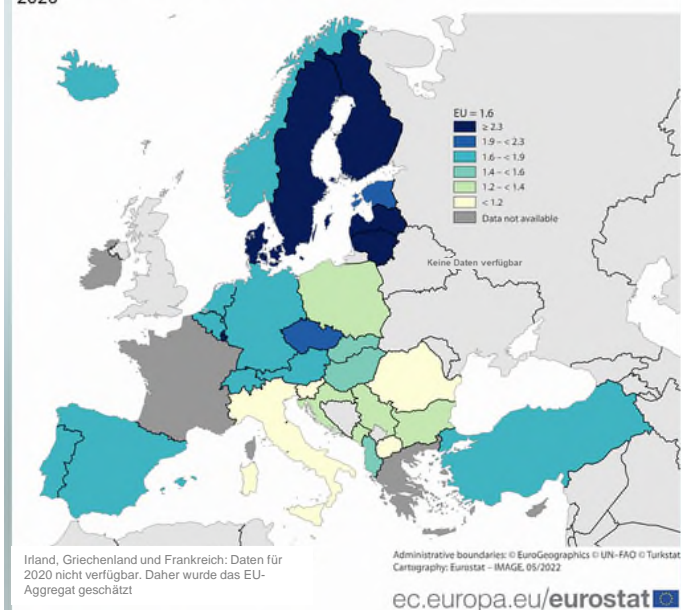 2020
EU = 1.6
≥ 2.3
1.9 – < 2.3
1.6 – < 1.9
1.4 – < 1.6
1.2 – < 1.4
< 1.2
Data not available
Keine Daten verfügbar
Irland, Griechenland und Frankreich: Daten für
2020 nicht verfügbar. Daher wurde das EU-
Aggregat geschätzt
Administrative boundaries: © EuroGeographics © UN–FAO © Turkstat
Cartography: Eurostat – IMAGE, 05/2022
ec.europa.eu/eurostat